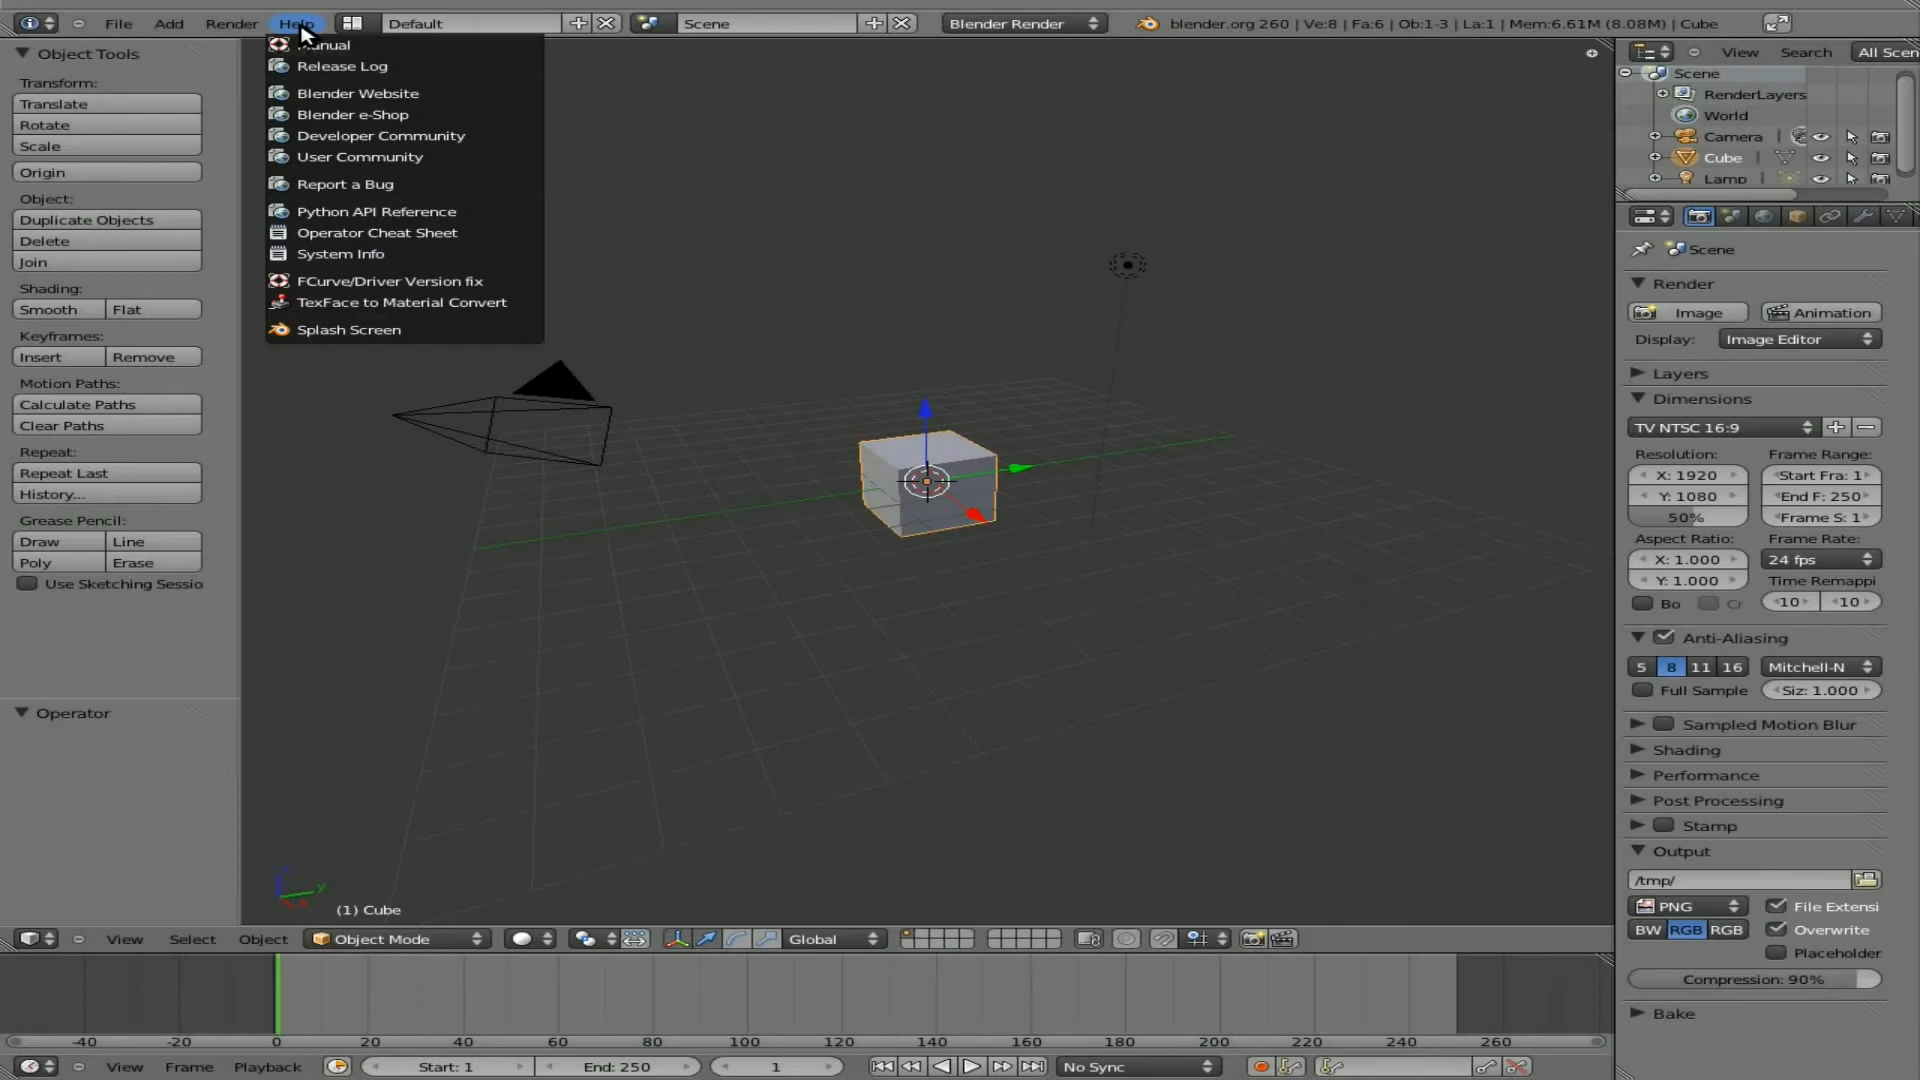 File Add Render Help Default Scene Blender Render blender.org 260 | Ve:8 | Fa:6 | Ob:1-3 | La:1 | Mem:6.61M (8.08M) | Cube
Object Tools
Transform:
Translate
Rotate
Scale
Origin
Object:
Duplicate Objects
Delete
Join
Shading:
Smooth Flat
Keyframes:
Insert Remove
Motion Paths:
Calculate Paths
Clear Paths
Repeat:
Repeat Last
History...
Grease Pencil:
Draw Line
Poly Erase
Use Sketching Sessio
Operator
anual
Release Log
Blender Website
Blender e-Shop
Developer Community
User Community
Report a Bug
Python API Reference
Operator Cheat Sheet
System Info
FCurve/Driver Version fix
TexFace to Material Convert
Splash Screen
y
(1) Cube
View Select Object Object Mode Global
-40 -20 0 20 40 60 80 100 120 140 160 180 200 220 240 260
View Frame Playback Start: 1 End: 250 1 No Sync
View Search All Scen
Scene
RenderLayers
World
Camera
Cube
Lamp
Scene
Render
Image Animation
Display: Image Editor
Layers
Dimensions
TV NTSC 16:9
Resolution: Frame Range:
X: 1920 Start Fra: 1
Y: 1080 End F: 250
50% Frame S: 1
Aspect Ratio: Frame Rate:
X: 1.000 24 fps
Y: 1.000 Time Remappi
Bo Cr 10 10
Anti-Aliasing
5 8 11 16 Mitchell-N
Full Sample Siz: 1.000
Sampled Motion Blur
Shading
Performance
Post Processing
Stamp
Output
/tmp/
PNG File Extensi
BW RGB RGB Overwrite
Placeholder
Compression: 90%
Bake